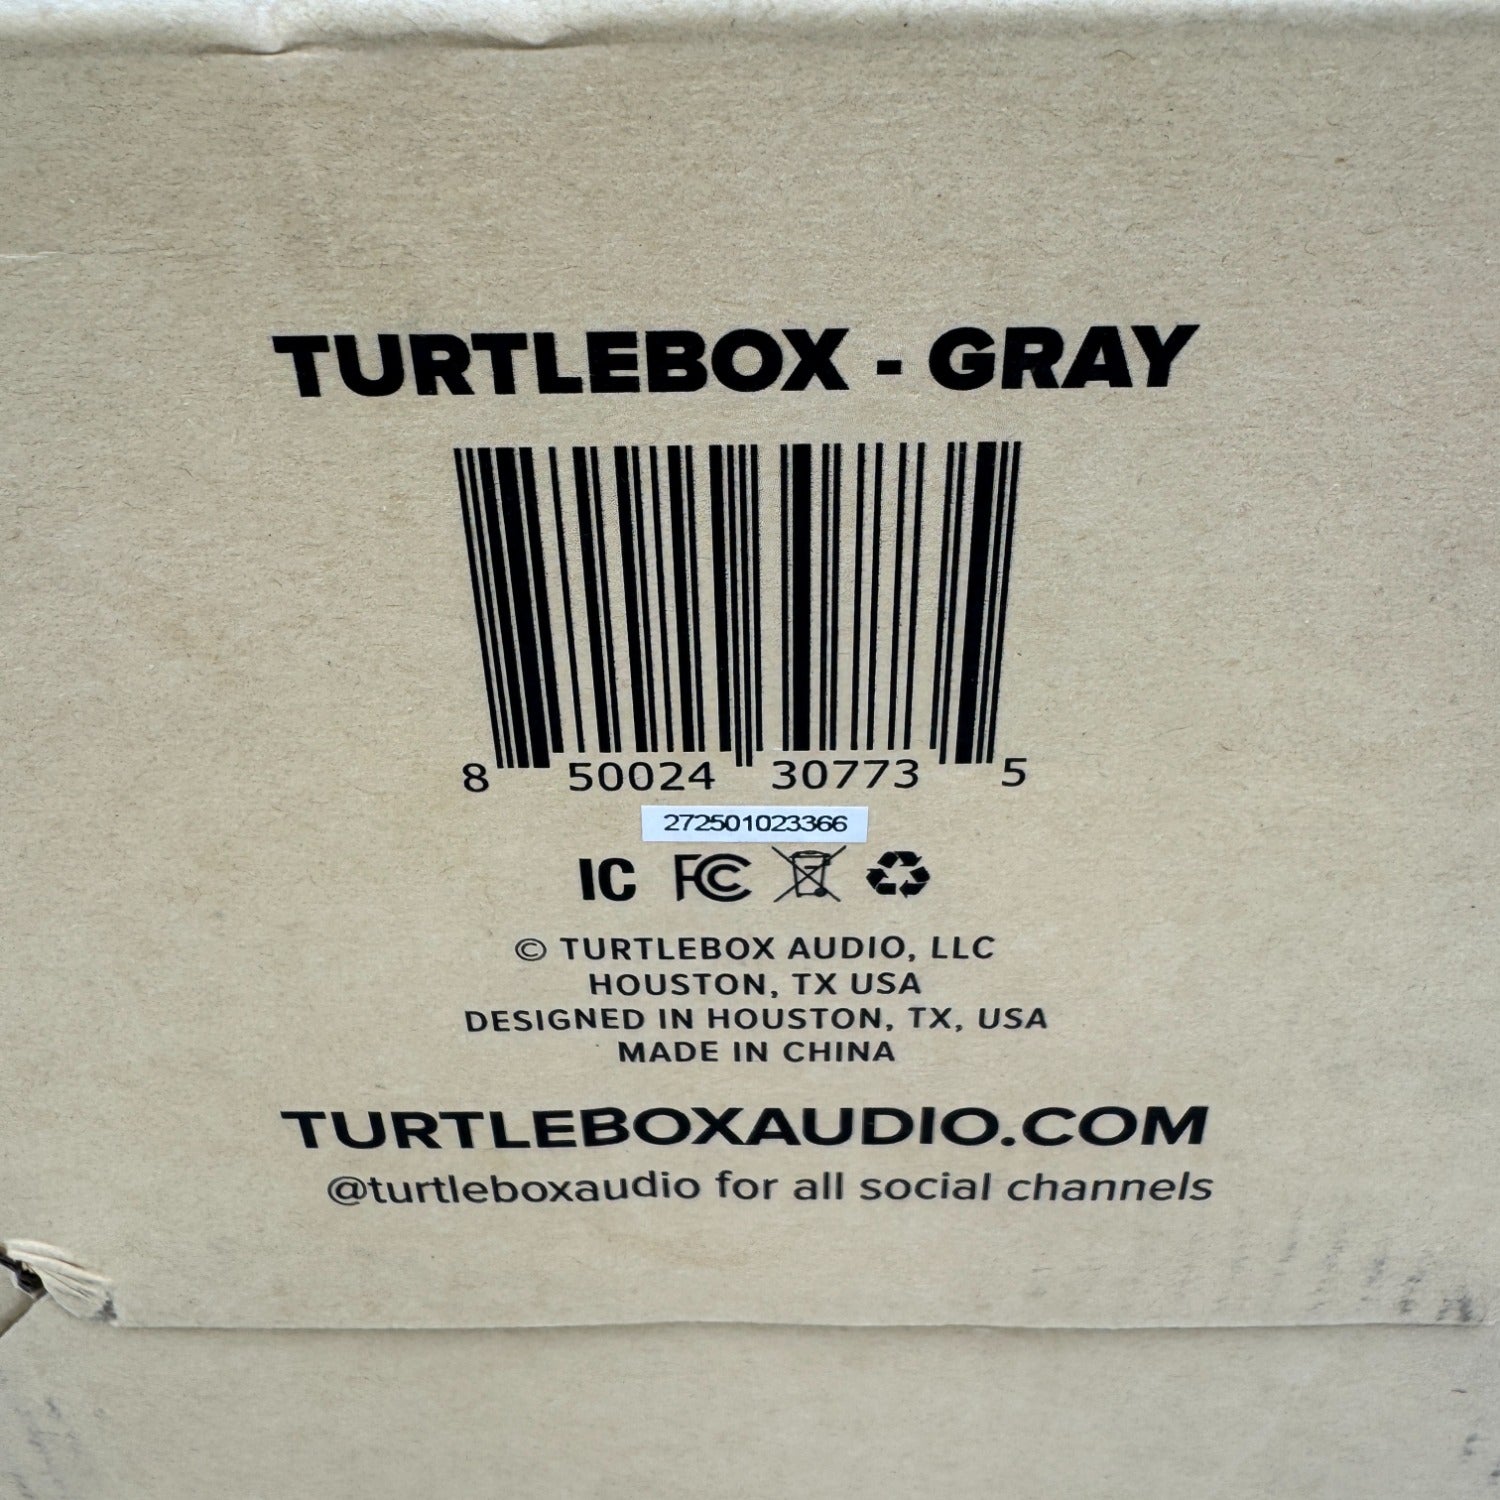 TURTLEBOX - GRAY
8 50024 30773 5
272501023366
IC FC
© TURTLEBOX AUDIO, LLC
HOUSTON, TX USA
DESIGNED IN HOUSTON, TX, USA
MADE IN CHINA
TURTLEBOXAUDIO.COM
@turtleboxaudio for all social channels